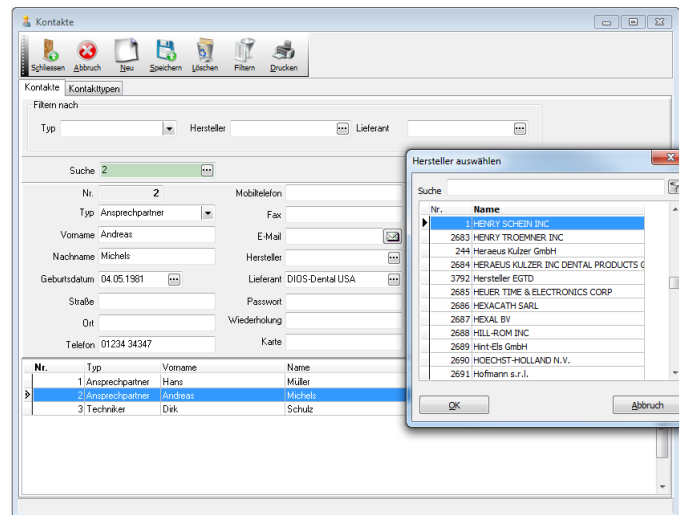 Kontakte
Schliessen Abbruch Neu Speichern Löschen Filtern Drucken
Kontakte Kontakttypen
Filtern nach
Typ Hersteller Lieferant
Suche 2
Nr. 2 Mobiltelefon
Typ Ansprechpartner Fax
Vorname Andreas E-Mail
Nachname Michels Hersteller
Geburtsdatum 04.05.1981 Lieferant DIOS-Dental USA
Straße Passwort
Ort Wiederholung
Telefon 01234 34347 Karte
Nr. Typ Vorname Name
1 Ansprechpartner Hans Müller
2 Ansprechpartner Andreas Michels
3 Techniker Dirk Schulz
Hersteller auswählen
Suche
Nr. Name
1 HENRY SCHEIN INC
2683 HENRY TROEMNER INC
244 Heraeus Kulzer GmbH
2684 HERAEUS KULZER INC DENTAL PRODUCTS G
3792 Hersteller EGTD
2685 HEUER TIME & ELECTRONICS CORP
2686 HEXACATH SARL
2687 HEXAL BV
2688 HILL-ROM INC
2689 Hint-Els GmbH
2690 HOECHST-HOLLAND N.V.
2691 Hofmann s.r.l.
OK Abbruch